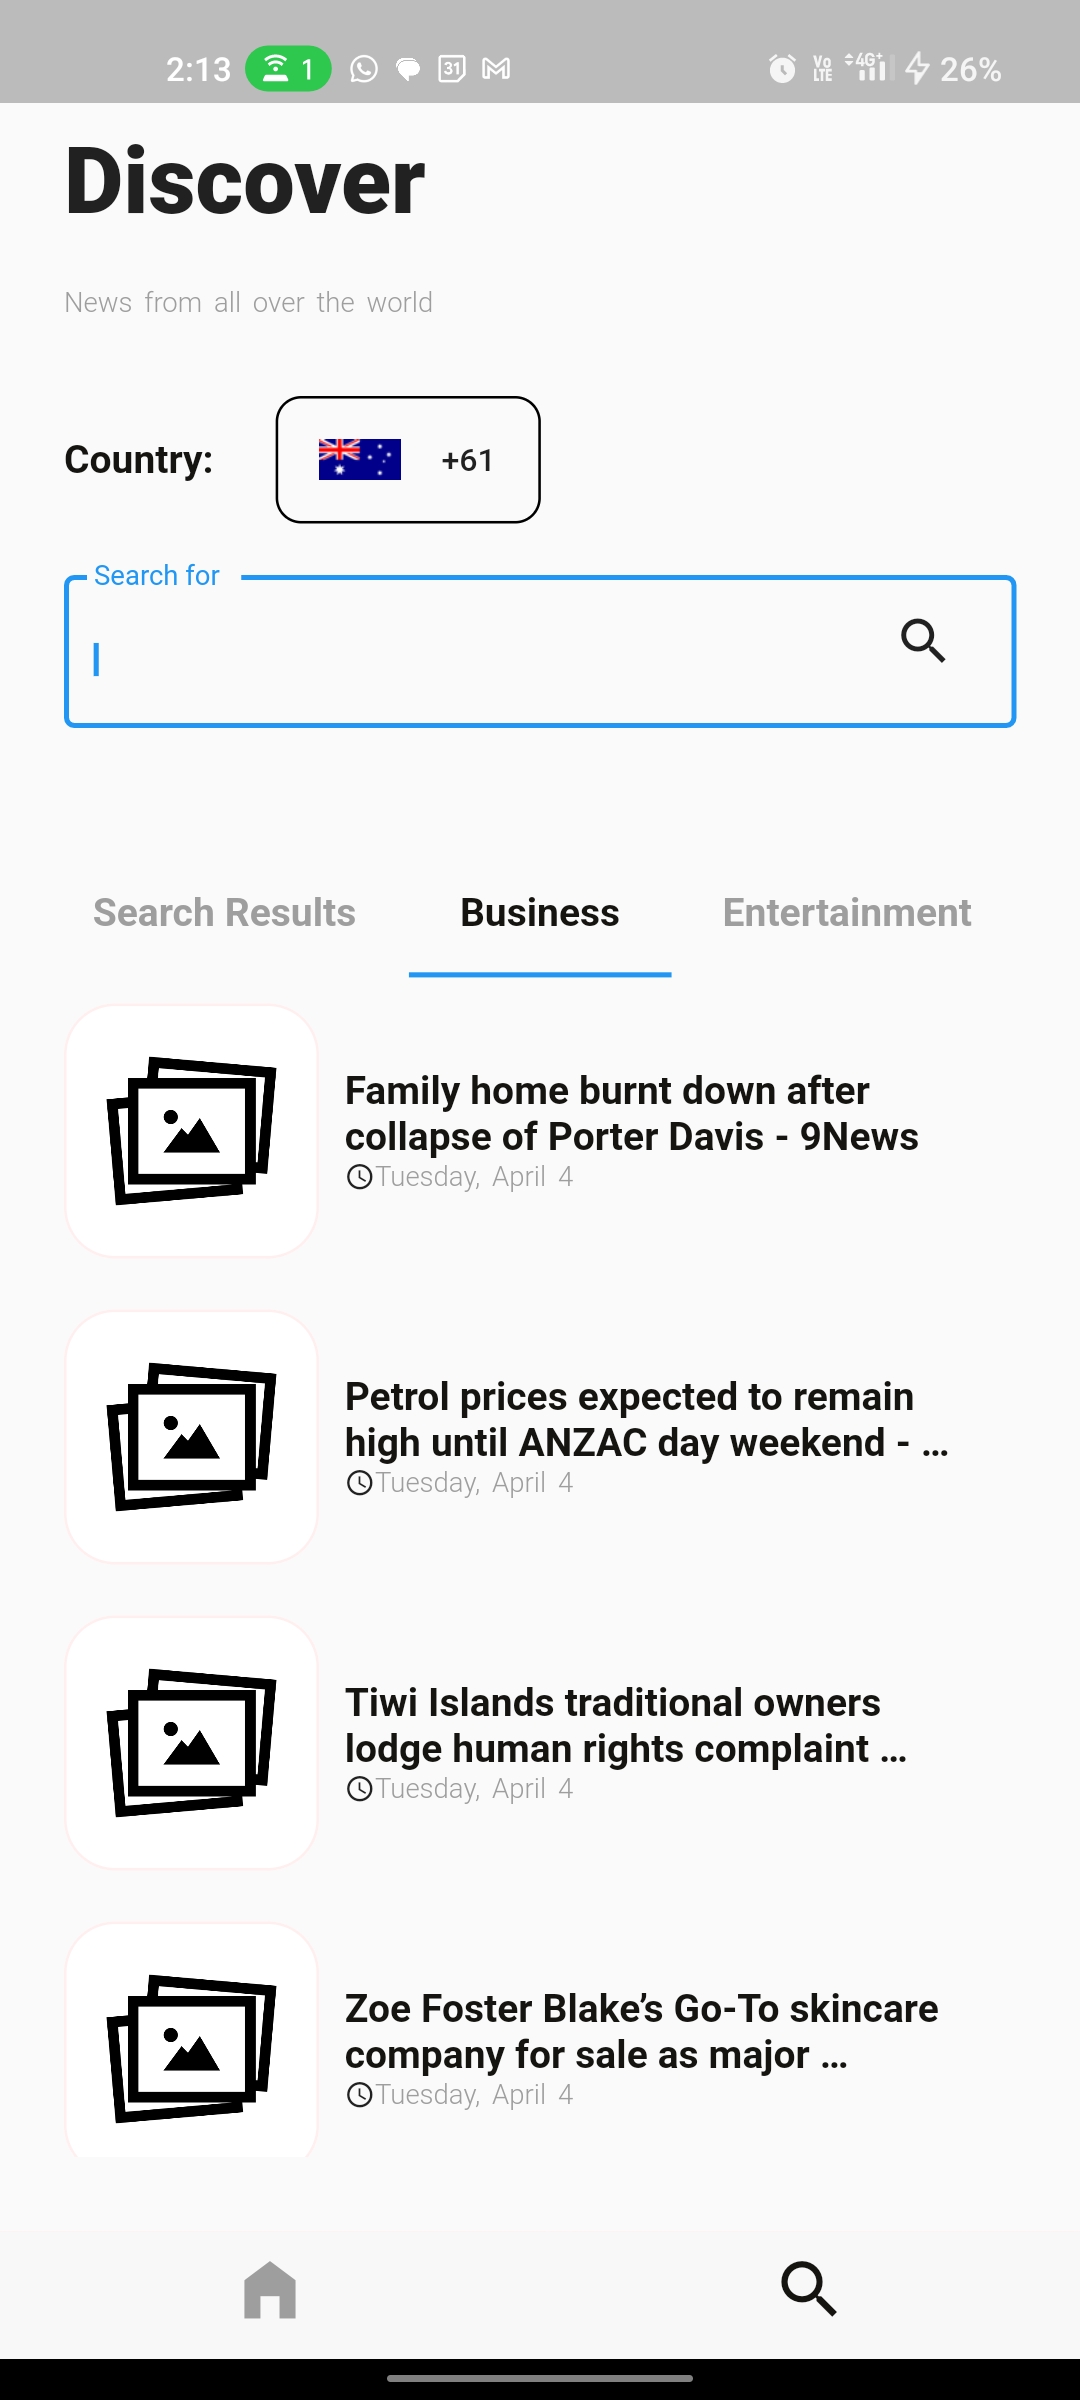 2:13 1 31 Vo LTE 4G+ 26%
Discover
News from all over the world
Country: +61
Search for
Search Results Business Entertainment
Family home burnt down after
collapse of Porter Davis - 9News
Tuesday, April 4
Petrol prices expected to remain
high until ANZAC day weekend - ...
Tuesday, April 4
Tiwi Islands traditional owners
lodge human rights complaint ...
Tuesday, April 4
Zoe Foster Blake’s Go-To skincare
company for sale as major ...
Tuesday, April 4